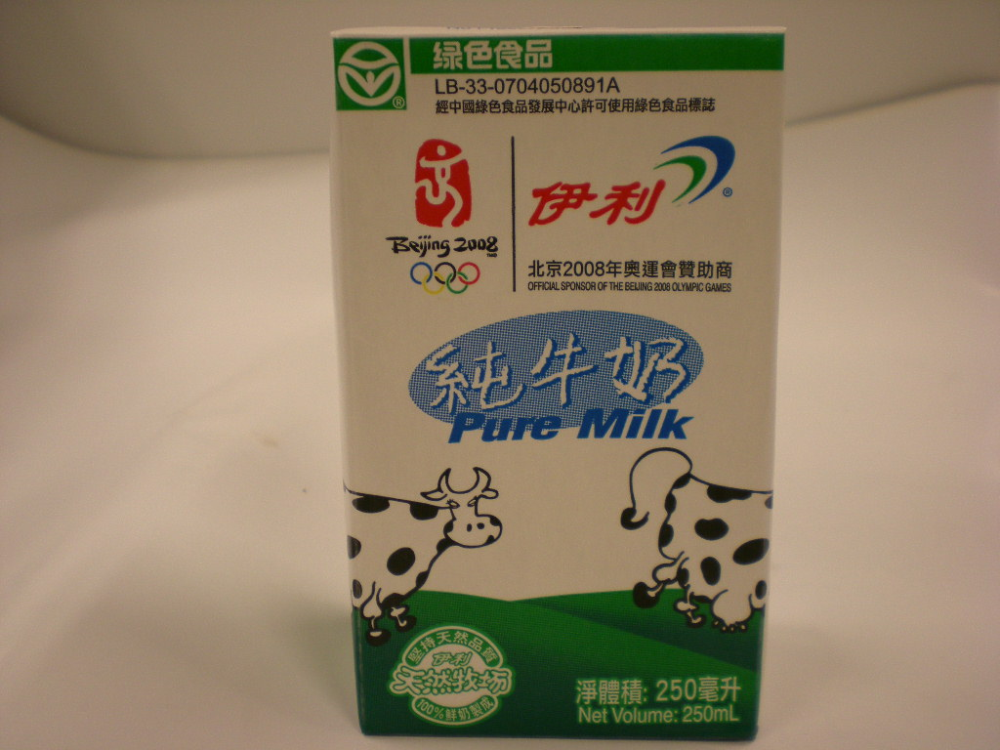 绿色食品
LB-33-0704050891A
經中國綠色食品發展中心許可使用綠色食品標誌
Beijing 2008
伊利
®
北京2008年奧運會贊助商
OFFICIAL SPONSOR OF THE BEIJING 2008 OLYMPIC GAMES
純牛奶
Pure Milk
堅持天然品質
伊利
天然牧場
100%鮮奶製成
淨體積: 250毫升
Net Volume: 250mL